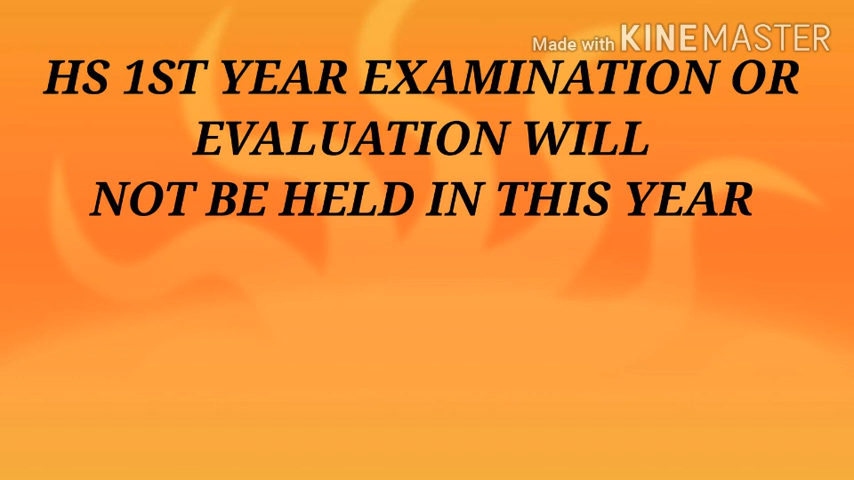 Made with KINEMASTER
HS 1ST YEAR EXAMINATION OR
EVALUATION WILL
NOT BE HELD IN THIS YEAR